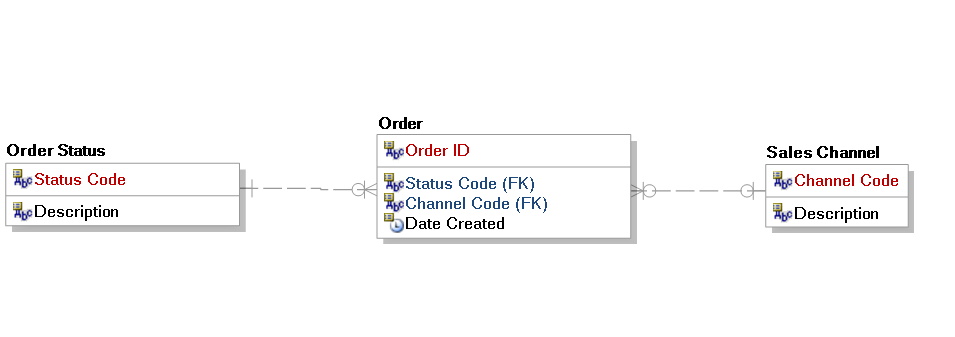 Order Status
Status Code
Description
Order
Order ID
Status Code (FK)
Channel Code (FK)
Date Created
Sales Channel
Channel Code
Description